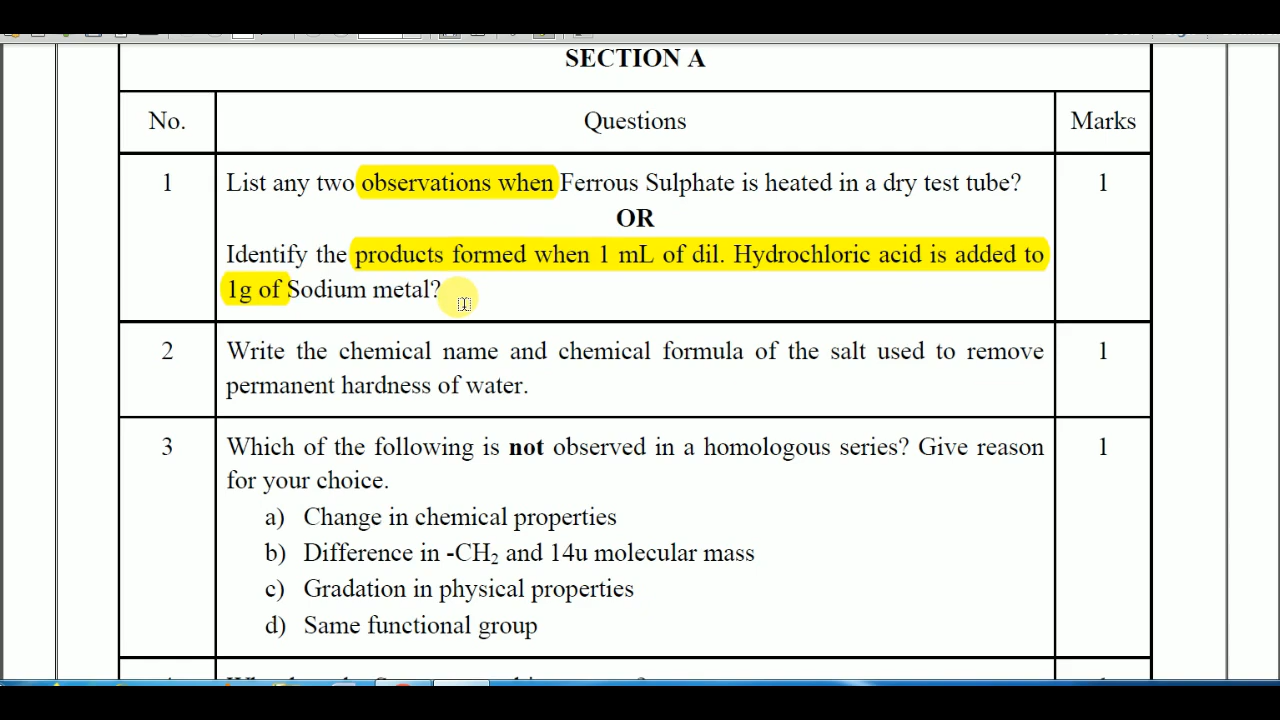 SECTION A
No. Questions Marks
1 List any two observations when Ferrous Sulphate is heated in a dry test tube? 1
OR
Identify the products formed when 1 mL of dil. Hydrochloric acid is added to
1g of Sodium metal?
2 Write the chemical name and chemical formula of the salt used to remove 1
permanent hardness of water.
3 Which of the following is not observed in a homologous series? Give reason 1
for your choice.
a) Change in chemical properties
b) Difference in -CH₂ and 14u molecular mass
c) Gradation in physical properties
d) Same functional group